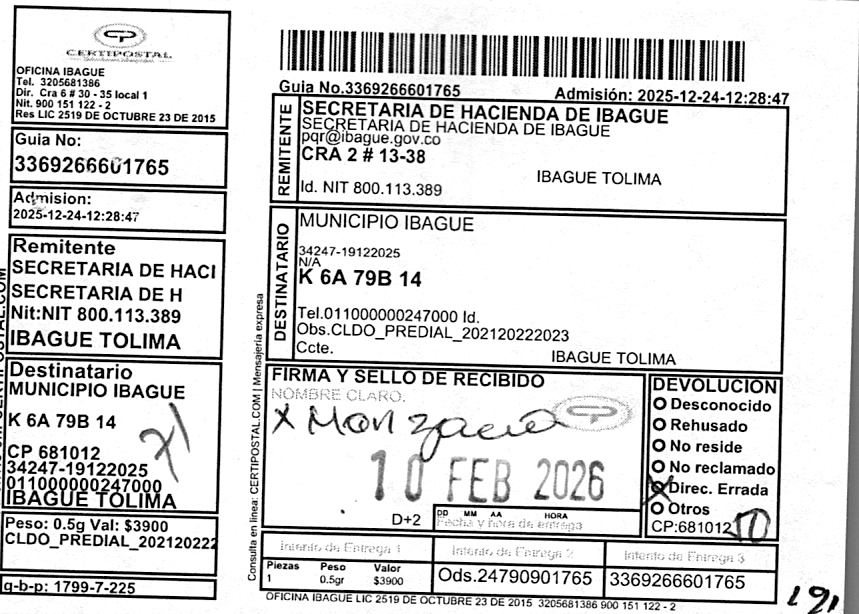 CERTIPOSTAL
OFICINA IBAGUE
Tel. 3205681386
Dir. Cra 6 # 30 - 35 local 1
Nit. 900 151 122 - 2
Res LIC 2519 DE OCTUBRE 23 DE 2015
Guia No:
3369266601765
Admision:
2025-12-24-12:28:47
Remitente
SECRETARIA DE HACI
SECRETARIA DE H
Nit:NIT 800.113.389
IBAGUE TOLIMA
Destinatario
MUNICIPIO IBAGUE
K 6A 79B 14
CP 681012
34247-19122025
011000000247000
IBAGUE TOLIMA
Peso: 0.5g Val: $3900
CLDO_PREDIAL_202120222
q-b-p: 1799-7-225
Guia No.3369266601765 Admisión: 2025-12-24-12:28:47
REMITENTE
SECRETARIA DE HACIENDA DE IBAGUE
SECRETARIA DE HACIENDA DE IBAGUE
pqr@ibague.gov.co
CRA 2 # 13-38
IBAGUE TOLIMA
Id. NIT 800.113.389
DESTINATARIO
MUNICIPIO IBAGUE
34247-19122025
N/A
K 6A 79B 14
Tel.011000000247000 Id.
Obs.CLDO_PREDIAL_202120222023
Ccte. IBAGUE TOLIMA
Consulta en linea: CERTIPOSTAL.COM | Mensajería expresa
FIRMA Y SELLO DE RECIBIDO
NOMBRE CLARO:
10 FEB 2026
D+2
DD MM AA HORA
Fecha y hora de entrega
DEVOLUCION
Desconocido
Rehusado
No reside
No reclamado
X Direc. Errada
Otros
CP:681012
Intento de Entrega 1 Intento de Entrega 2 Intento de Entrega 3
Piezas Peso Valor
1 0.5gr $3900
Ods.24790901765 3369266601765
OFICINA IBAGUE LIC 2519 DE OCTUBRE 23 DE 2015 3205681386 900 151 122 - 2
191